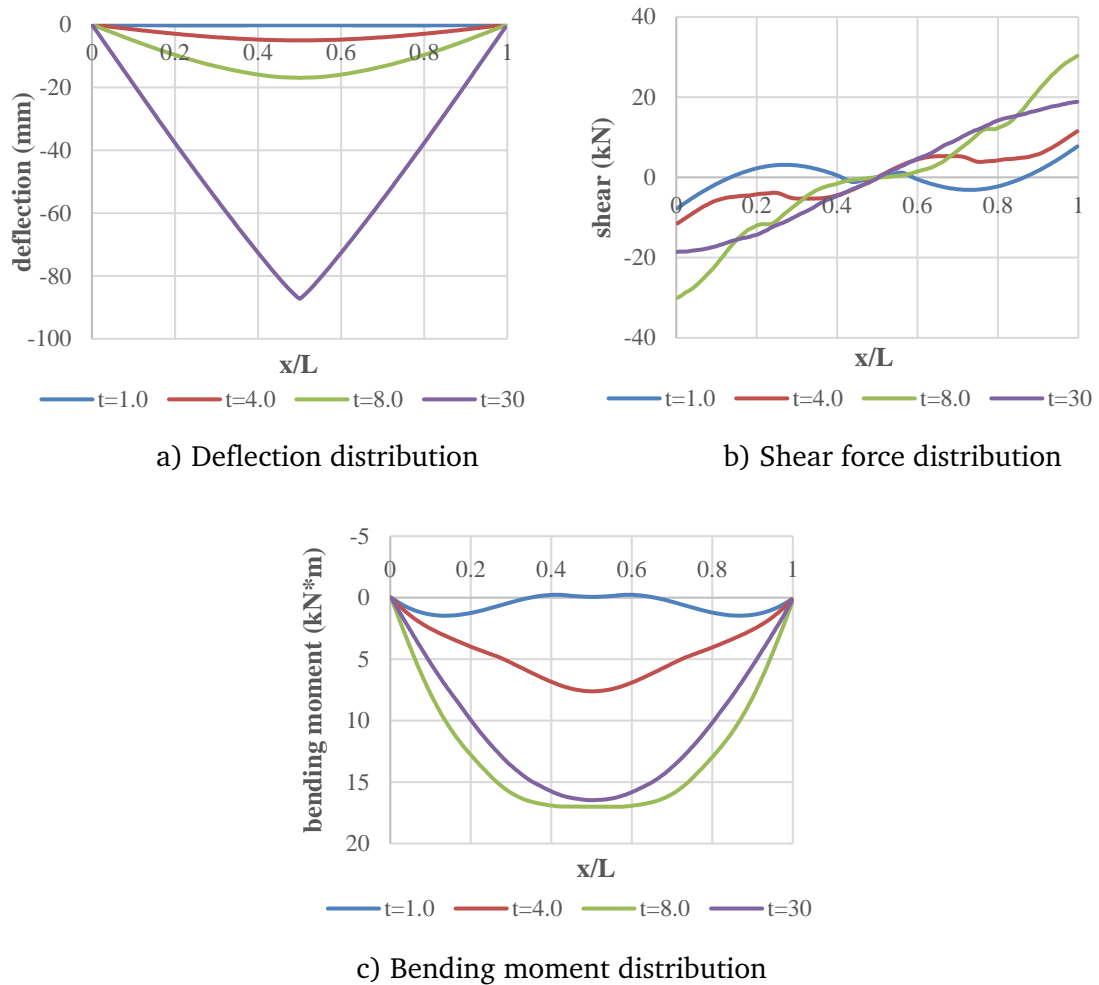 0
-20
-40
-60
-80
-100
0 0.2 0.4 0.6 0.8 1
deflection (mm)
x/L
t=1.0 t=4.0 t=8.0 t=30
a) Deflection distribution
40
20
0
-20
-40
0 0.2 0.4 0.6 0.8 1
shear (kN)
x/L
t=1.0 t=4.0 t=8.0 t=30
b) Shear force distribution
-5
0
5
10
15
20
0 0.2 0.4 0.6 0.8 1
bending moment (kN*m)
x/L
t=1.0 t=4.0 t=8.0 t=30
c) Bending moment distribution